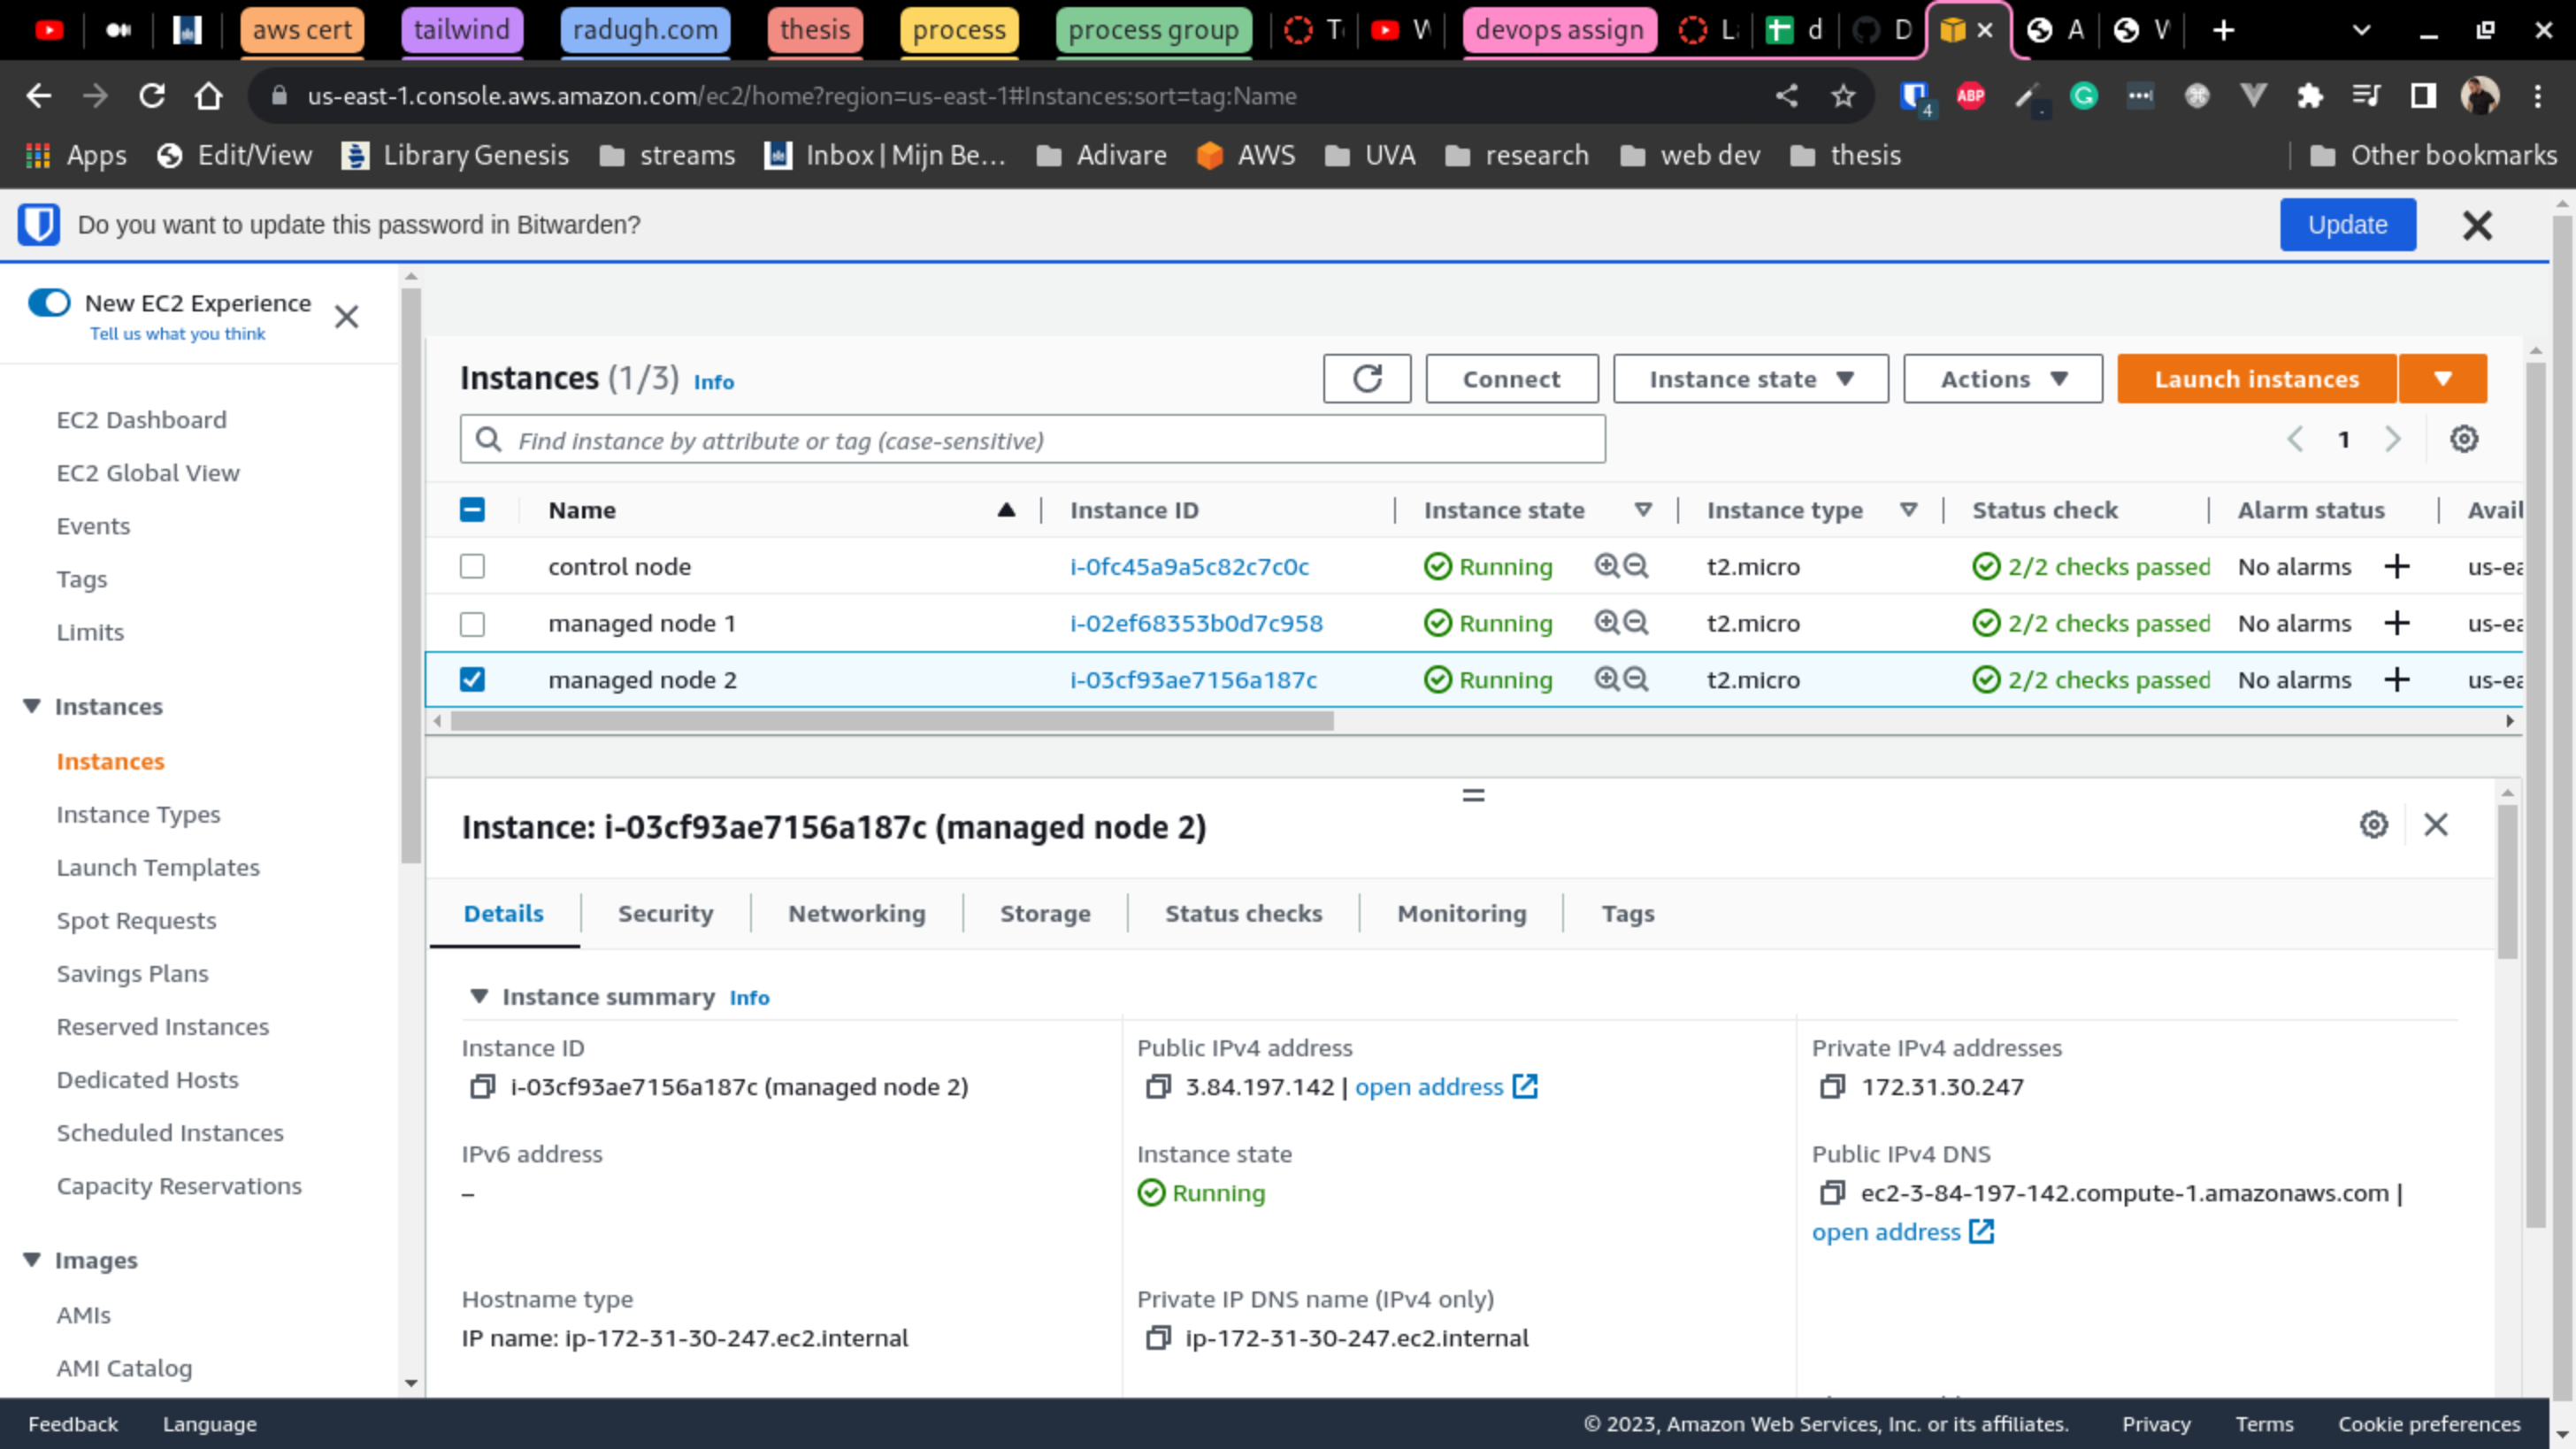 aws cert tailwind radugh.com thesis process process group T W devops assign L d D A W
us-east-1.console.aws.amazon.com/ec2/home?region=us-east-1#Instances:sort=tag:Name 4 ABP
Apps Edit/View Library Genesis streams Inbox | Mijn Be... Adivare AWS UVA research web dev thesis Other bookmarks
Do you want to update this password in Bitwarden? Update
New EC2 Experience
Tell us what you think
EC2 Dashboard
EC2 Global View
Events
Tags
Limits
Instances
Instances
Instance Types
Launch Templates
Spot Requests
Savings Plans
Reserved Instances
Dedicated Hosts
Scheduled Instances
Capacity Reservations
Images
AMIs
AMI Catalog
Instances (1/3) Info Connect Instance state Actions Launch instances
Find instance by attribute or tag (case-sensitive) 1
Name Instance ID Instance state Instance type Status check Alarm status Avail
control node i-0fc45a9a5c82c7c0c Running t2.micro 2/2 checks passed No alarms us-ea
managed node 1 i-02ef68353b0d7c958 Running t2.micro 2/2 checks passed No alarms us-ea
managed node 2 i-03cf93ae7156a187c Running t2.micro 2/2 checks passed No alarms us-ea
Instance: i-03cf93ae7156a187c (managed node 2)
Details Security Networking Storage Status checks Monitoring Tags
Instance summary Info
Instance ID
i-03cf93ae7156a187c (managed node 2)
Public IPv4 address
3.84.197.142 | open address
Private IPv4 addresses
172.31.30.247
IPv6 address
–
Instance state
Running
Public IPv4 DNS
ec2-3-84-197-142.compute-1.amazonaws.com |
open address
Hostname type
IP name: ip-172-31-30-247.ec2.internal
Private IP DNS name (IPv4 only)
ip-172-31-30-247.ec2.internal
Feedback Language © 2023, Amazon Web Services, Inc. or its affiliates. Privacy Terms Cookie preferences